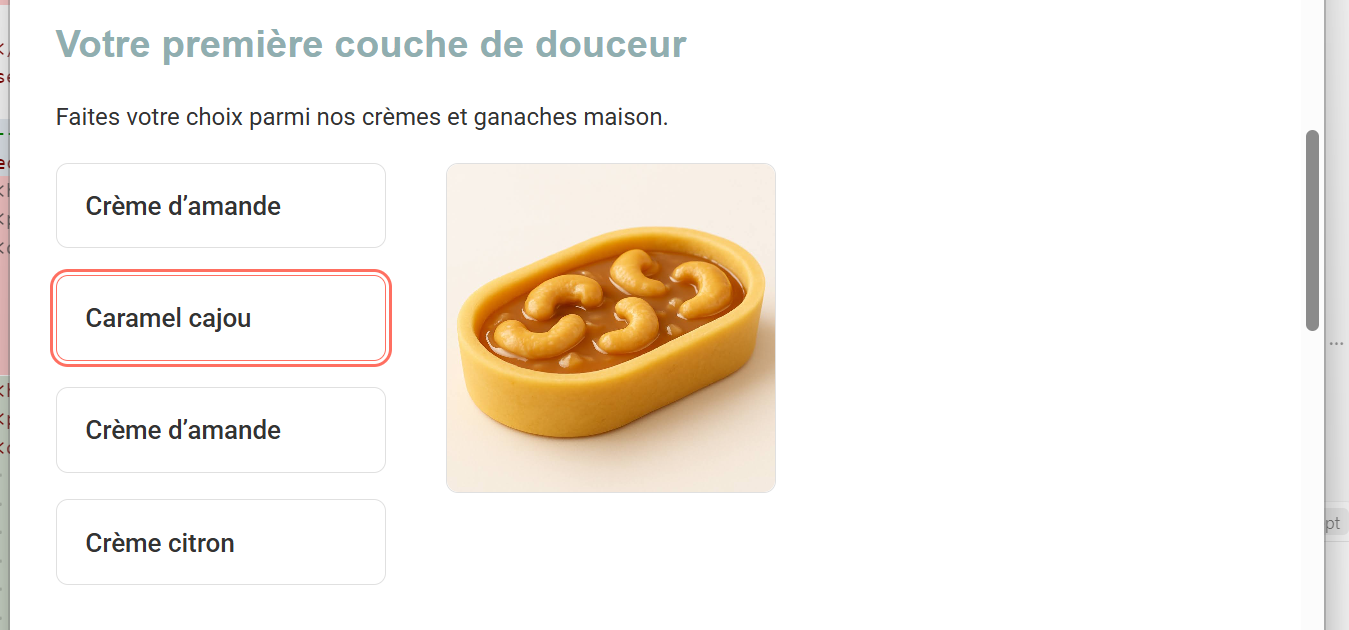 Votre première couche de douceur
Faites votre choix parmi nos crèmes et ganaches maison.
Crème d’amande
Caramel cajou
Crème d’amande
Crème citron
pt